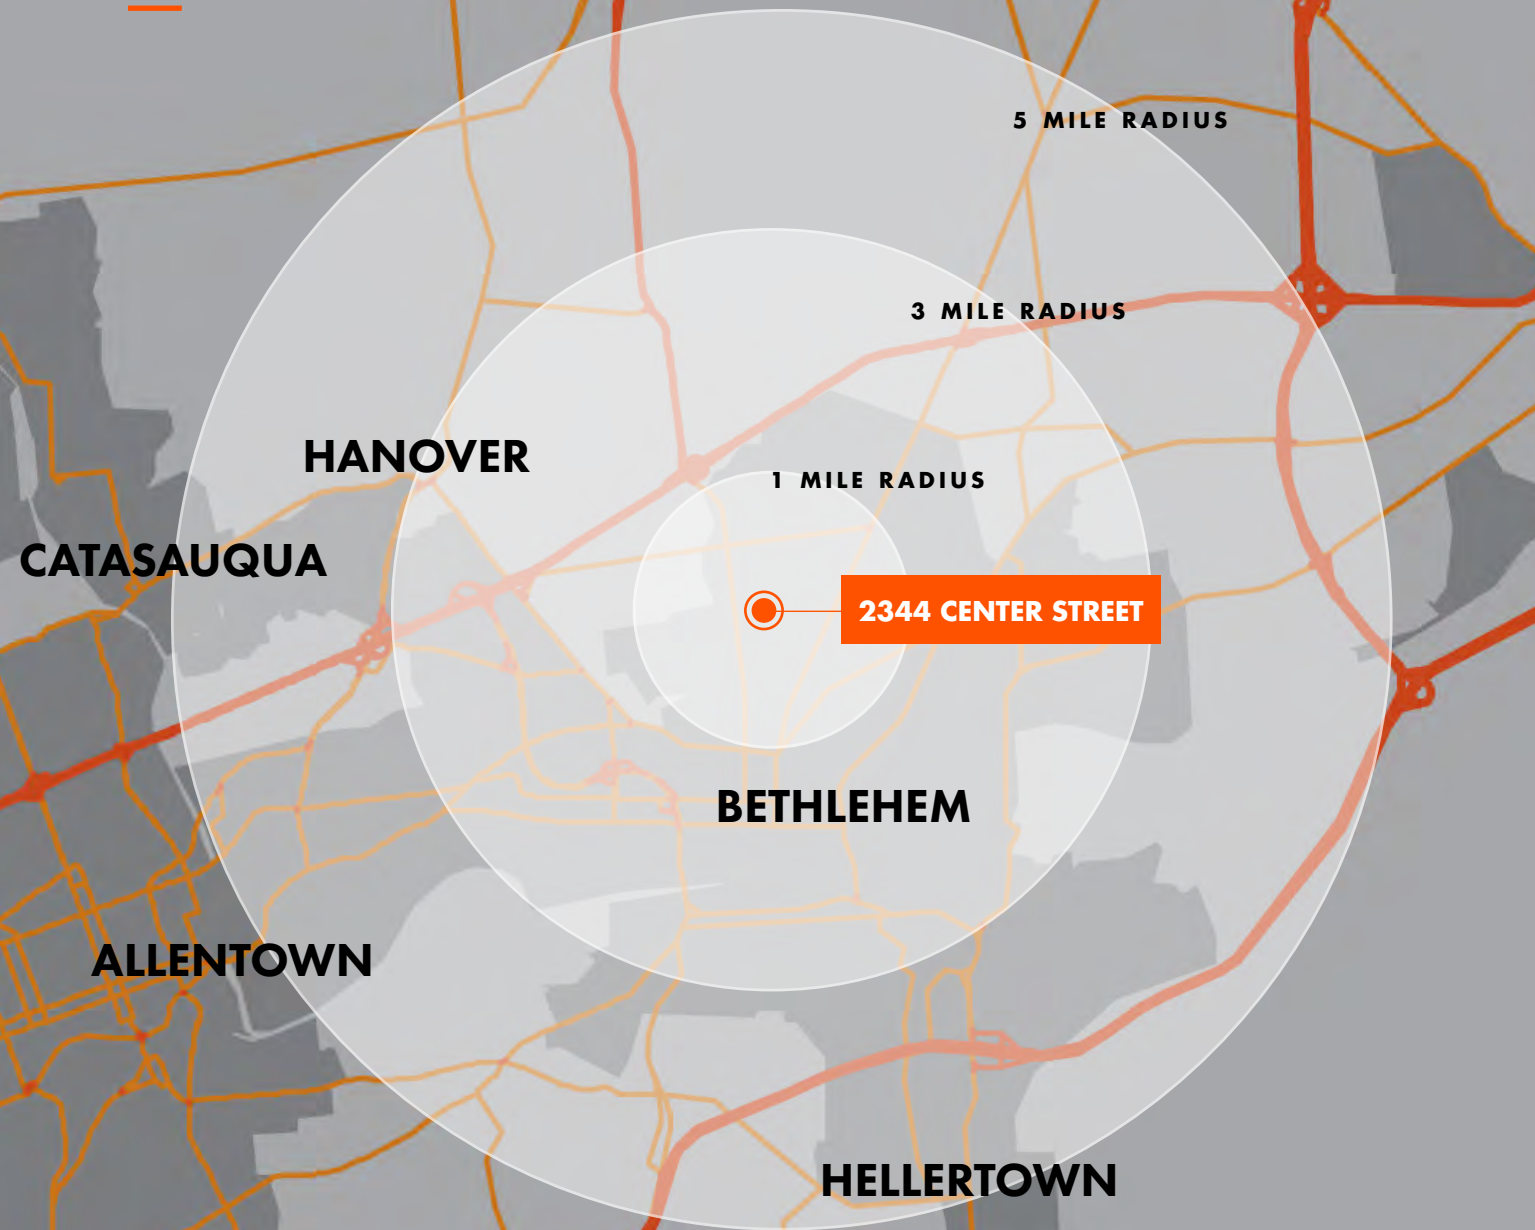 5 MILE RADIUS
3 MILE RADIUS
HANOVER
1 MILE RADIUS
CATASAUQUA
2344 CENTER STREET
BETHLEHEM
ALLENTOWN
HELLERTOWN